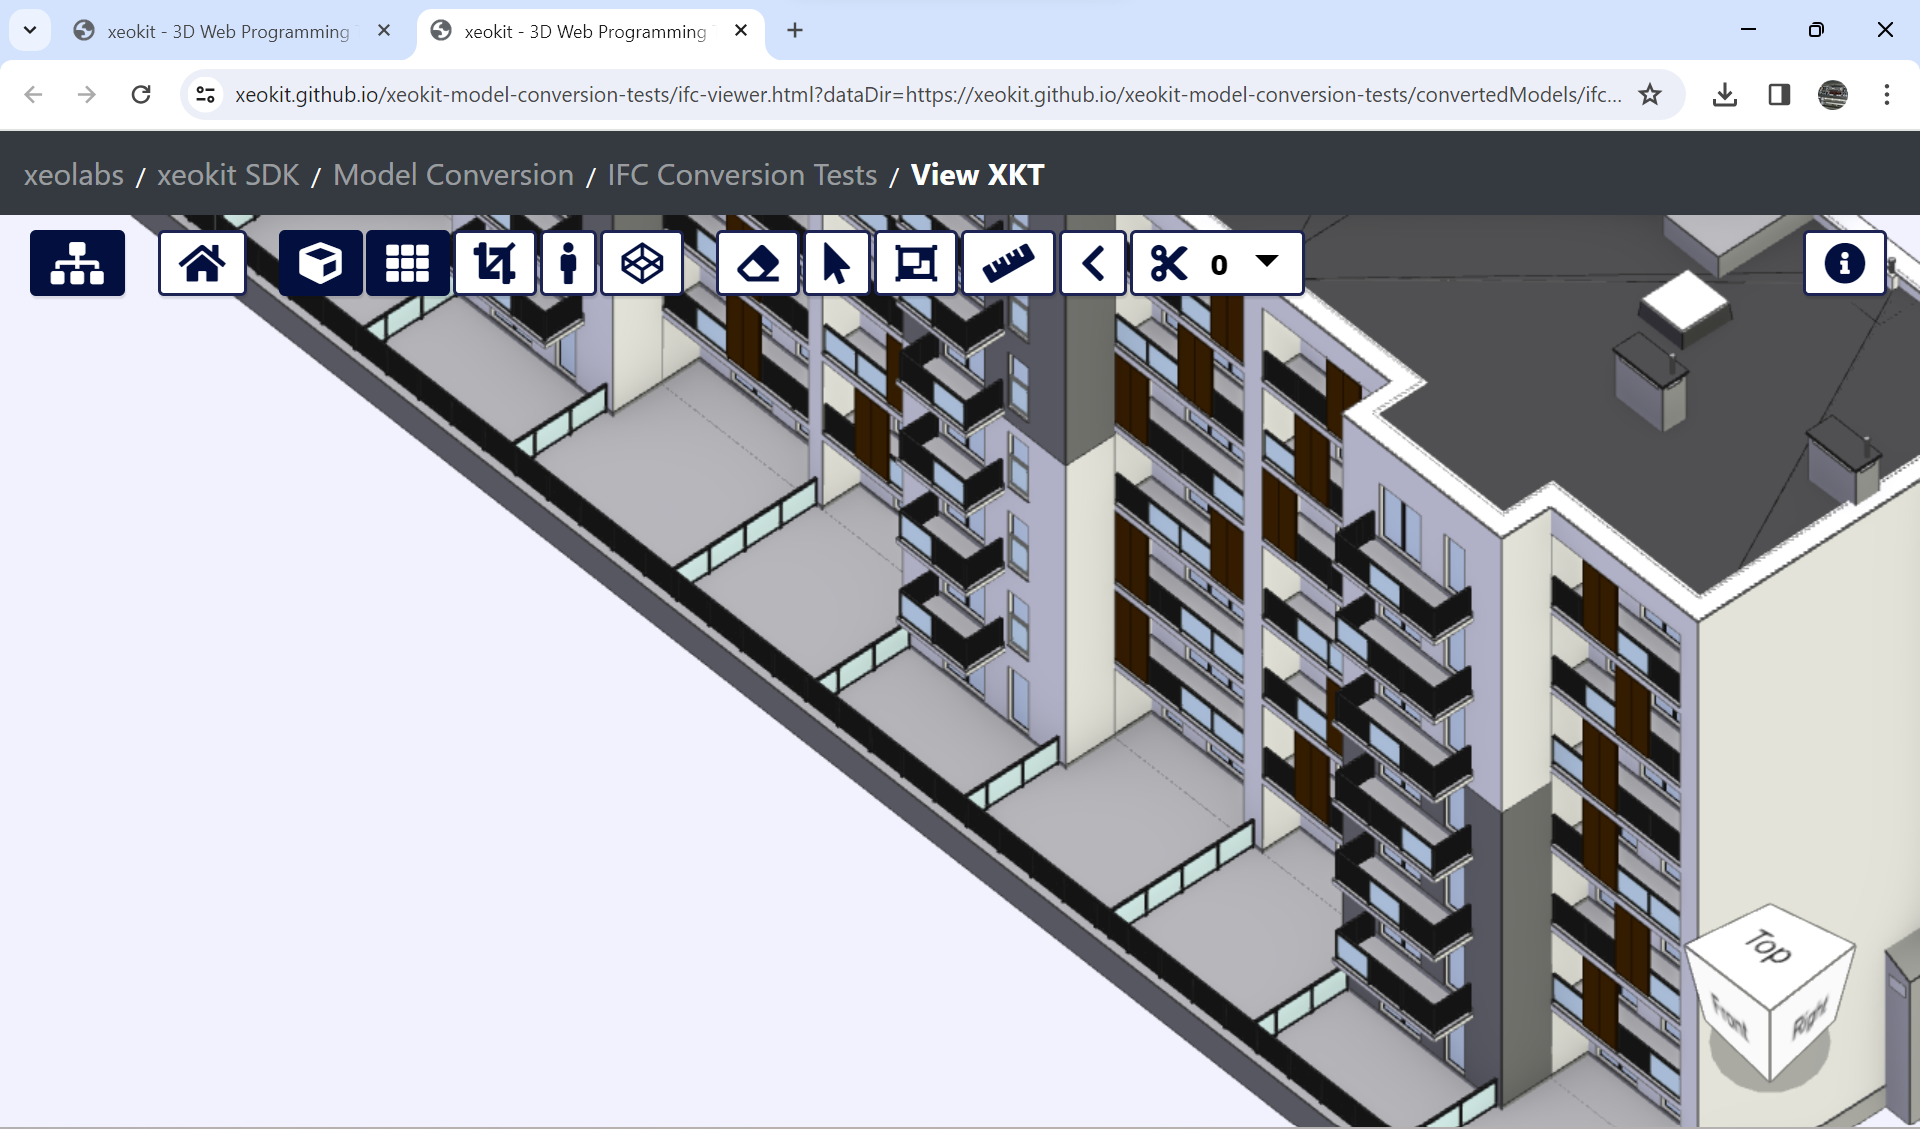 xeokit - 3D Web Programming
xeokit - 3D Web Programming
xeokit.github.io/xeokit-model-conversion-tests/ifc-viewer.html?dataDir=https://xeokit.github.io/xeokit-model-conversion-tests/convertedModels/ifc...
xeolabs / xeokit SDK / Model Conversion / IFC Conversion Tests / View XKT
0
Top
Front
Right